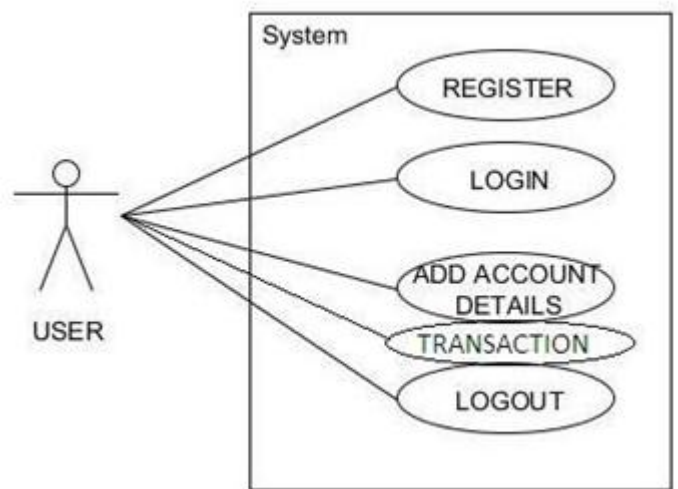 System
REGISTER
LOGIN
ADD ACCOUNT
DETAILS
USER
TRANSACTION
LOGOUT